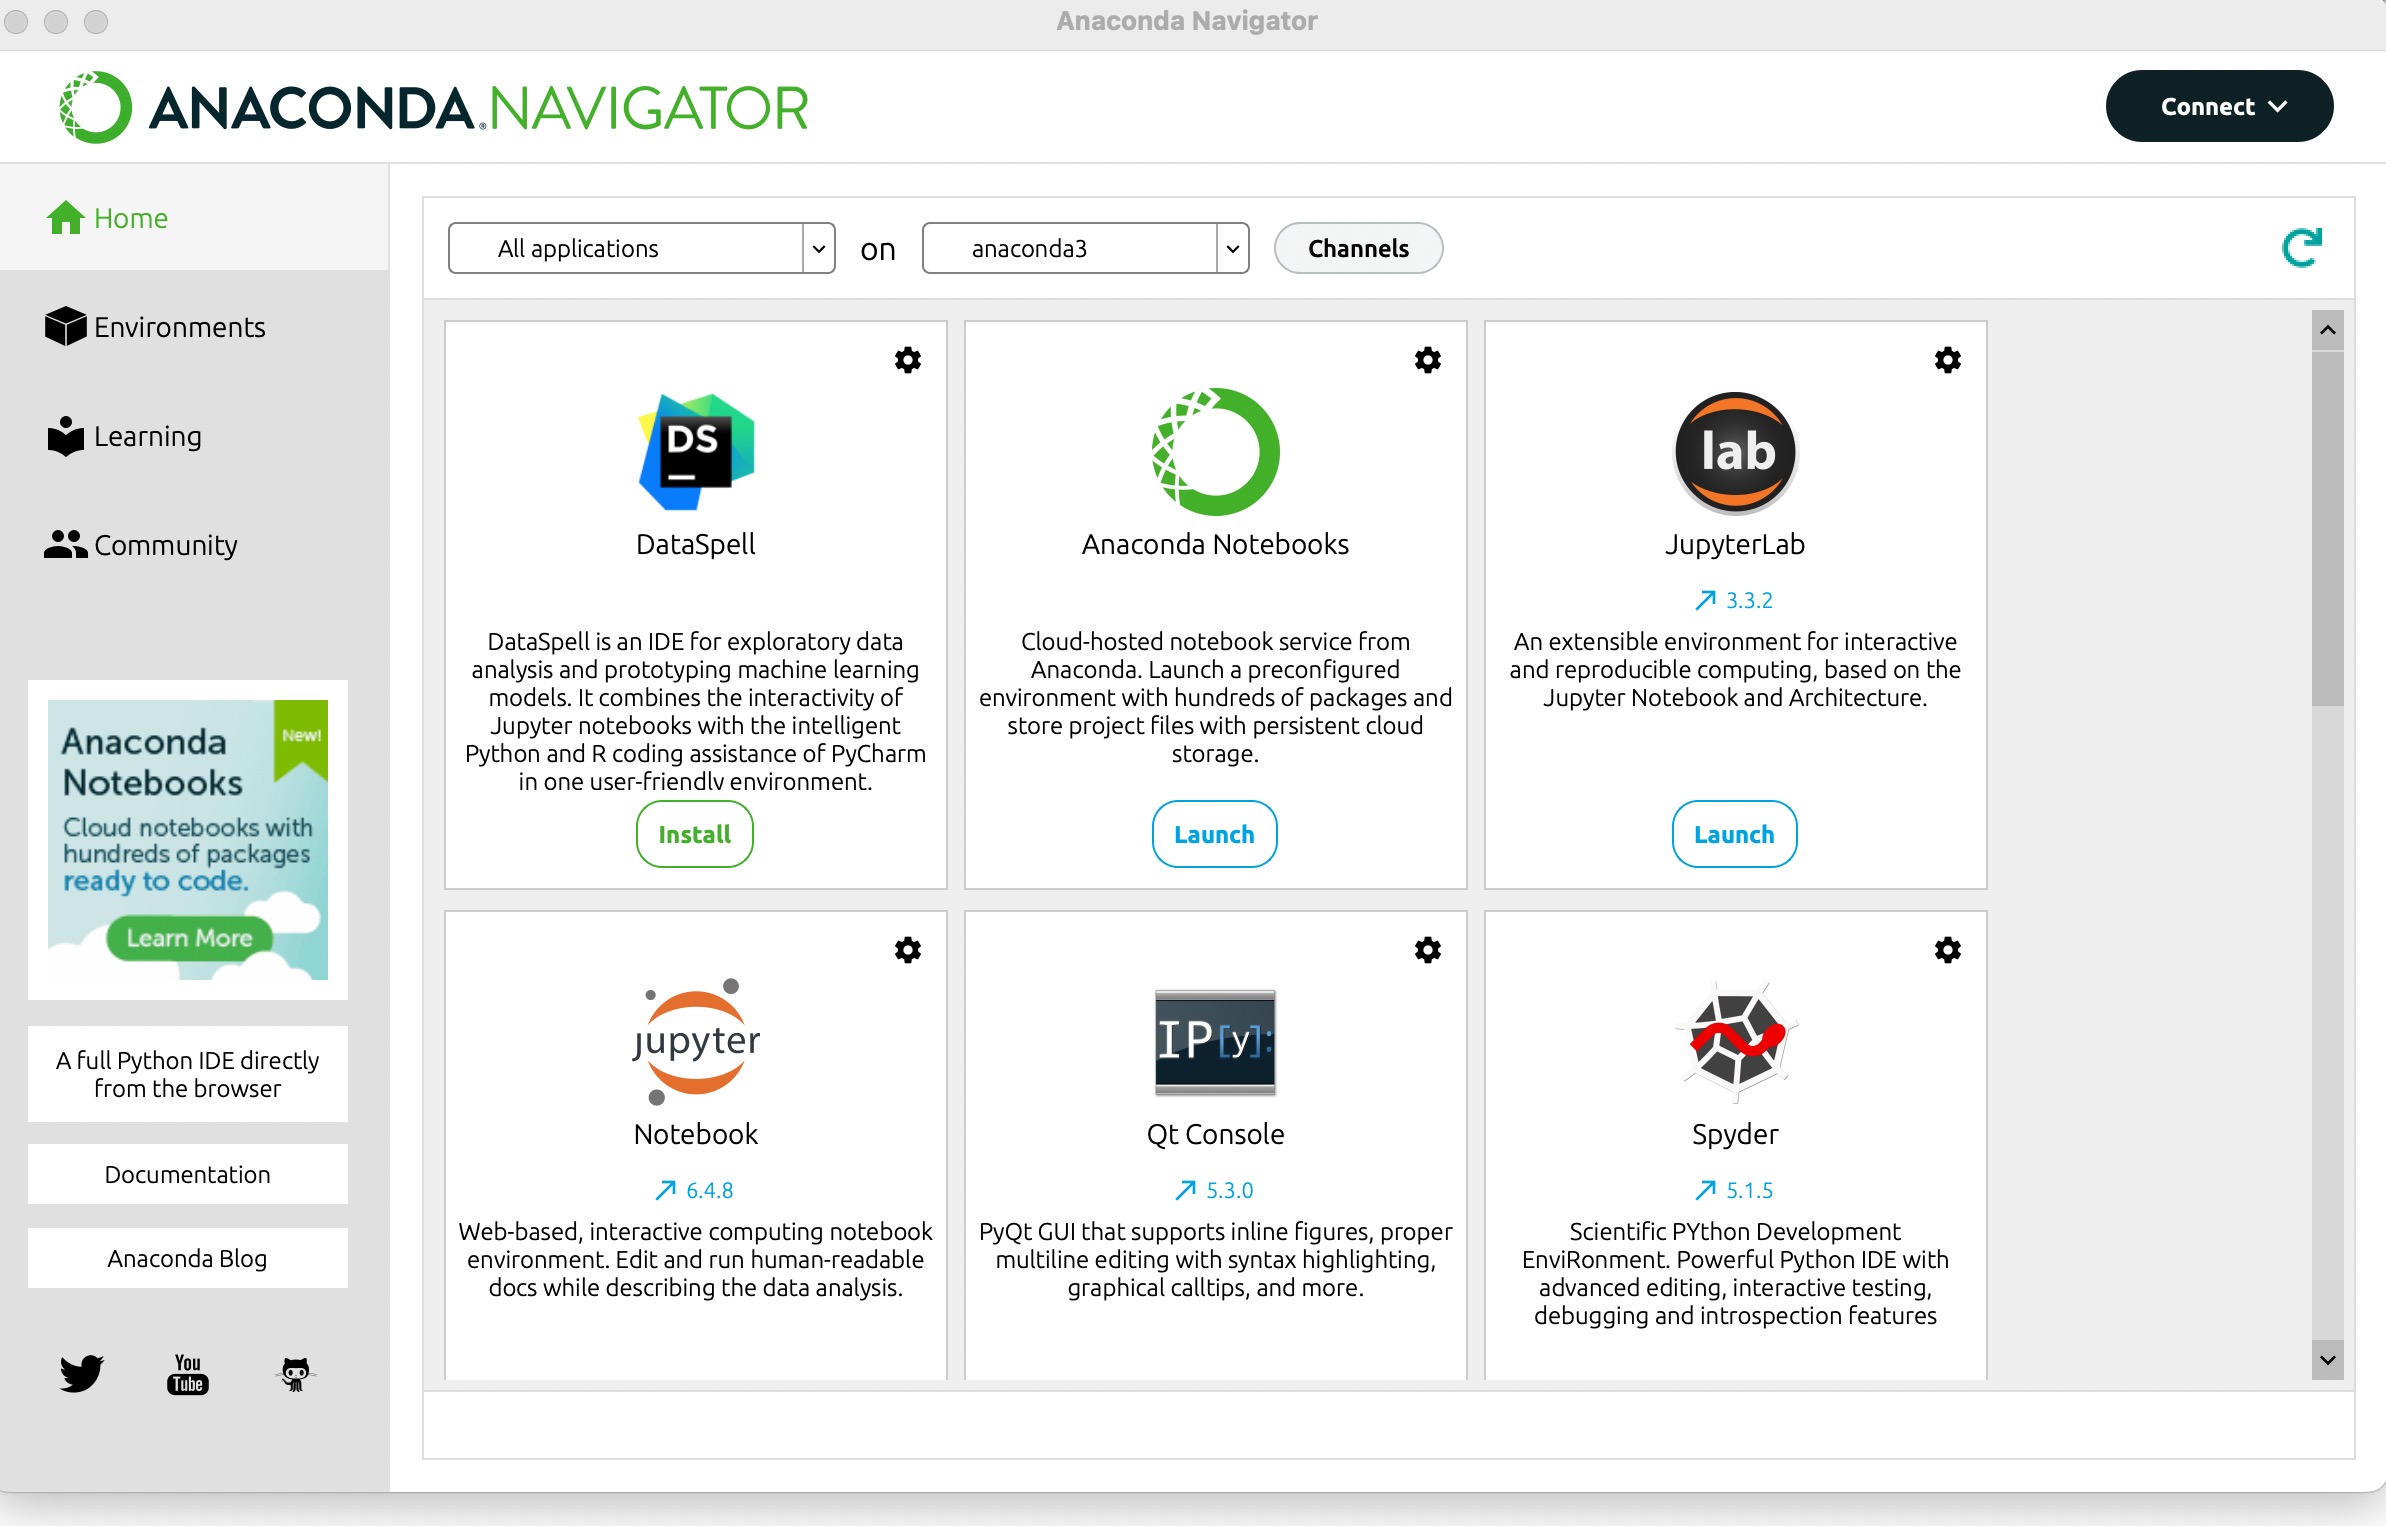 Anaconda Navigator
ANACONDA.NAVIGATOR
Connect
Home
Environments
Learning
Community
Anaconda
Notebooks
New!
Cloud notebooks with
hundreds of packages
ready to code.
Learn More
A full Python IDE directly
from the browser
Documentation
Anaconda Blog
You
Tube
All applications
on
anaconda3
Channels
DS
DataSpell
DataSpell is an IDE for exploratory data
analysis and prototyping machine learning
models. It combines the interactivity of
Jupyter notebooks with the intelligent
Python and R coding assistance of PyCharm
in one user-friendly environment.
Install
Anaconda Notebooks
Cloud-hosted notebook service from
Anaconda. Launch a preconfigured
environment with hundreds of packages and
store project files with persistent cloud
storage.
Launch
lab
JupyterLab
3.3.2
An extensible environment for interactive
and reproducible computing, based on the
Jupyter Notebook and Architecture.
Launch
jupyter
Notebook
6.4.8
Web-based, interactive computing notebook
environment. Edit and run human-readable
docs while describing the data analysis.
IP[y]:
Qt Console
5.3.0
PyQt GUI that supports inline figures, proper
multiline editing with syntax highlighting,
graphical calltips, and more.
Spyder
5.1.5
Scientific PYthon Development
EnviRonment. Powerful Python IDE with
advanced editing, interactive testing,
debugging and introspection features